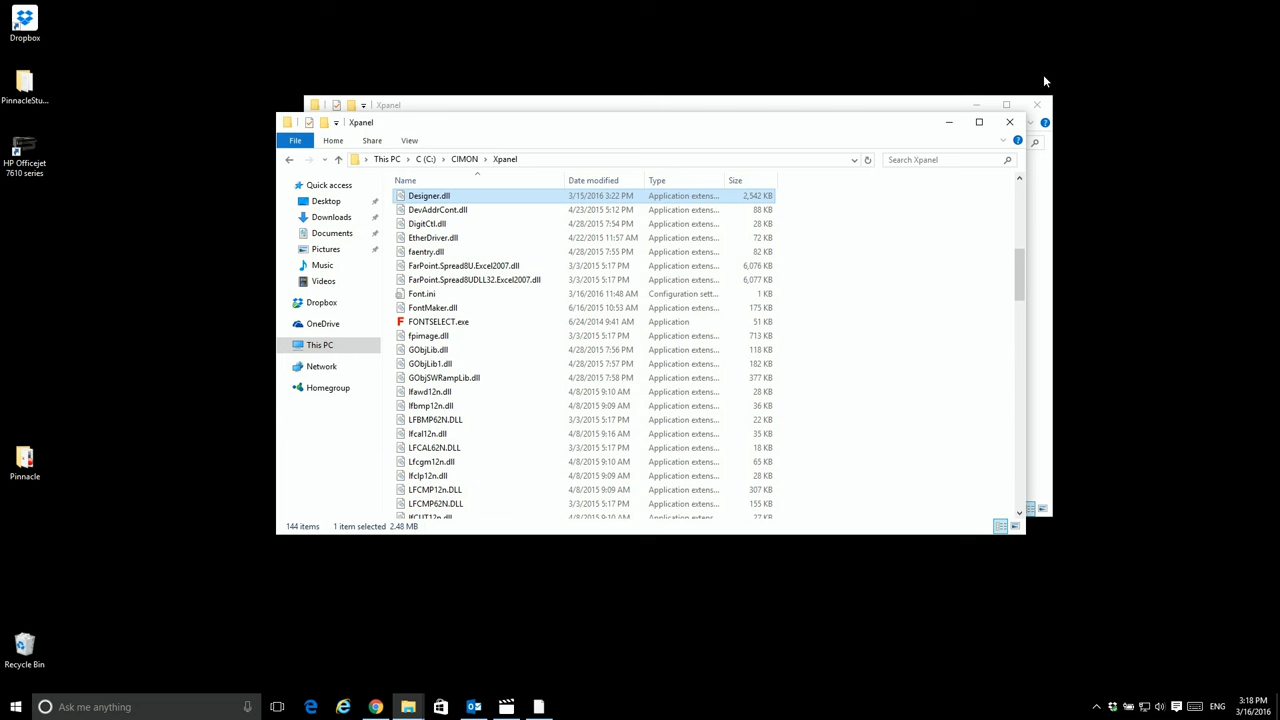 Dropbox
PinnacleStu...
HP Officejet
7610 series
Pinnacle
Recycle Bin
Xpanel
Xpanel
File Home Share View
This PC C (C:) CIMON Xpanel
Search Xpanel
Quick access
Desktop
Downloads
Documents
Pictures
Music
Videos
Dropbox
OneDrive
This PC
Network
Homegroup
Name Date modified Type Size
Designer.dll 3/15/2016 3:22 PM Application extens... 2,542 KB
DevAddrCont.dll 4/23/2015 5:12 PM Application extens... 88 KB
DigitCtl.dll 4/28/2015 7:54 PM Application extens... 28 KB
EtherDriver.dll 4/22/2015 11:57 AM Application extens... 72 KB
faentry.dll 4/28/2015 7:55 PM Application extens... 82 KB
FarPoint.Spread8U.Excel2007.dll 3/3/2015 5:17 PM Application extens... 6,076 KB
FarPoint.Spread8UDLL32.Excel2007.dll 3/3/2015 5:17 PM Application extens... 6,077 KB
Font.ini 3/16/2016 11:48 AM Configuration sett... 1 KB
FontMaker.dll 6/16/2015 10:53 AM Application extens... 175 KB
FONTSELECT.exe 6/24/2014 9:41 AM Application 51 KB
fpimage.dll 3/3/2015 5:17 PM Application extens... 713 KB
GObjLib.dll 4/28/2015 7:56 PM Application extens... 118 KB
GObjLib1.dll 4/28/2015 7:57 PM Application extens... 182 KB
GObjSWRampLib.dll 4/28/2015 7:58 PM Application extens... 377 KB
lfawd12n.dll 4/8/2015 9:10 AM Application extens... 28 KB
lfbmp12n.dll 4/8/2015 9:09 AM Application extens... 36 KB
LFBMP62N.DLL 3/3/2015 5:17 PM Application extens... 22 KB
lfcal12n.dll 4/8/2015 9:16 AM Application extens... 35 KB
LFCAL62N.DLL 3/3/2015 5:17 PM Application extens... 18 KB
Lfcgm12n.dll 4/8/2015 9:10 AM Application extens... 65 KB
lfclp12n.dll 4/8/2015 9:09 AM Application extens... 28 KB
LFCMP12n.DLL 4/8/2015 9:09 AM Application extens... 307 KB
LFCMP62N.DLL 3/3/2015 5:17 PM Application extens... 155 KB
lfCUT12n.dll 4/8/2015 9:10 AM Application extens... 27 KB
144 items 1 item selected 2.48 MB
Ask me anything
ENG
3:18 PM
3/16/2016